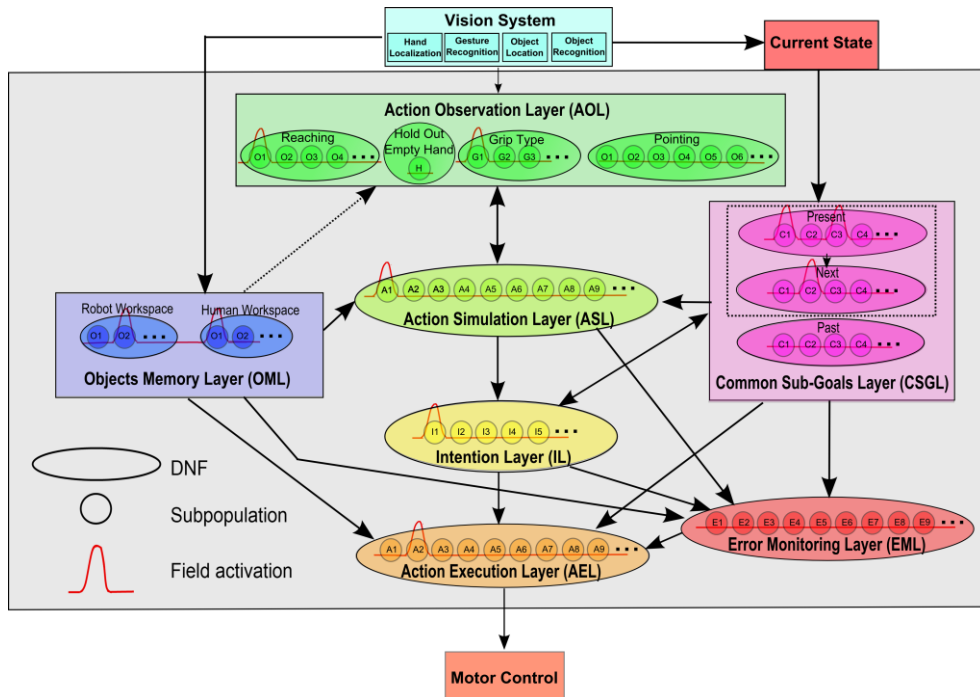 Vision System
Hand Localization
Gesture Recognition
Object Location
Object Recognition
Current State
Action Observation Layer (AOL)
Reaching
O1 O2 O3 O4
Hold Out Empty Hand
H
Grip Type
G1 G2 G3
Pointing
O1 O2 O3 O4 O5 O6
Present
C1 C2 C3 C4
Next
C1 C2 C3 C4
Past
C1 C2 C3 C4
Common Sub-Goals Layer (CSGL)
A1 A2 A3 A4 A5 A6 A7 A8 A9
Action Simulation Layer (ASL)
Robot Workspace
O1 O2
Human Workspace
O1 O2
Objects Memory Layer (OML)
I1 I2 I3 I4 I5
Intention Layer (IL)
DNF
Subpopulation
Field activation
E1 E2 E3 E4 E5 E6 E7 E8 E9
Error Monitoring Layer (EML)
A1 A2 A3 A4 A5 A6 A7 A8 A9
Action Execution Layer (AEL)
Motor Control